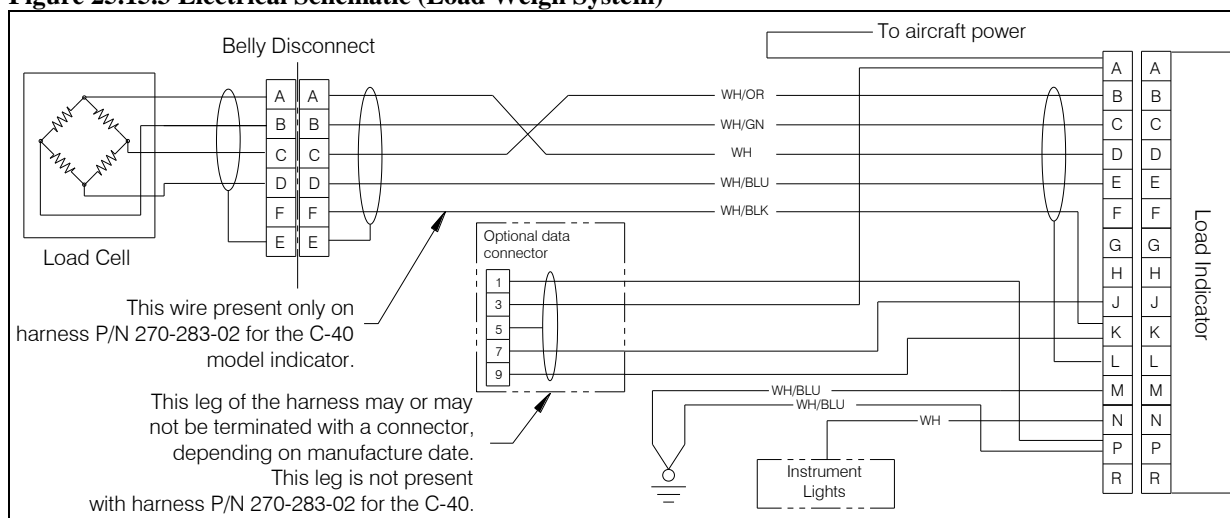 Figure 25.15.3 Electrical Schematic (Load Weigh System)
To aircraft power
Belly Disconnect
A A
B B
C C
D D
F F
E E
Load Cell
WH/OR
WH/GN
WH
WH/BLU
WH/BLK
A A
B B
C C
D D
E E
F F
G G
H H
J J
K K
L L
M M
N N
P P
R R
Load Indicator
This wire present only on
harness P/N 270-283-02 for the C-40
model indicator.
Optional data
connector
1
3
5
7
9
This leg of the harness may or may
not be terminated with a connector,
depending on manufacture date.
This leg is not present
with harness P/N 270-283-02 for the C-40.
WH/BLU
WH/BLU
WH
Instrument
Lights